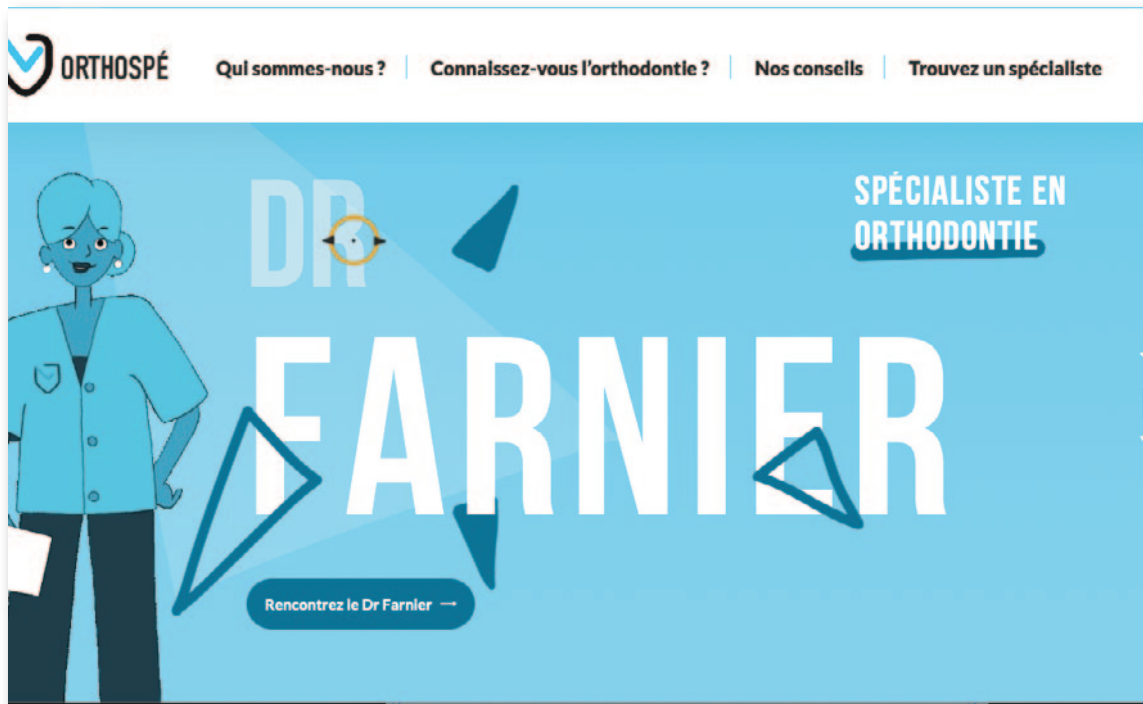 ORTHOSPÉ
Qui sommes-nous ? Connaissez-vous l'orthodontie ? Nos conseils Trouvez un spécialiste
DR
SPÉCIALISTE EN
ORTHODONTIE
FARNIER
Rencontrez le Dr Farnier →